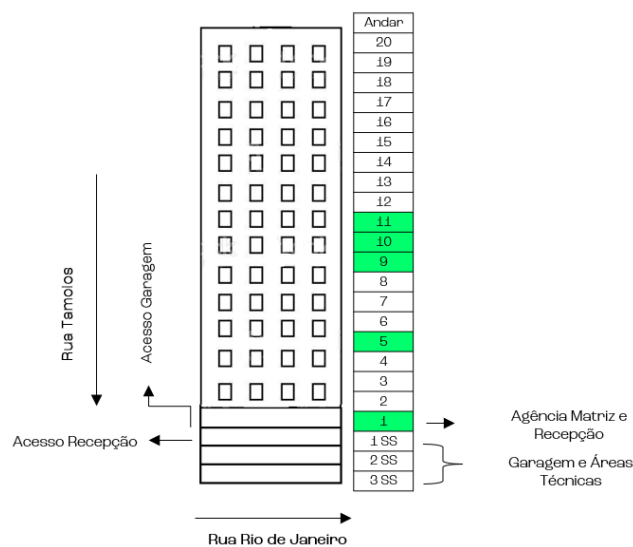 Andar
20
19
18
17
16
15
14
13
12
11
10
9
8
7
6
5
4
3
2
1
1 SS
2 SS
3 SS
Rua Tamolos
Acesso Garagem
Acesso Recepção
Agência Matriz e
Recepção
Garagem e Áreas
Técnicas
Rua Rio de Janeiro